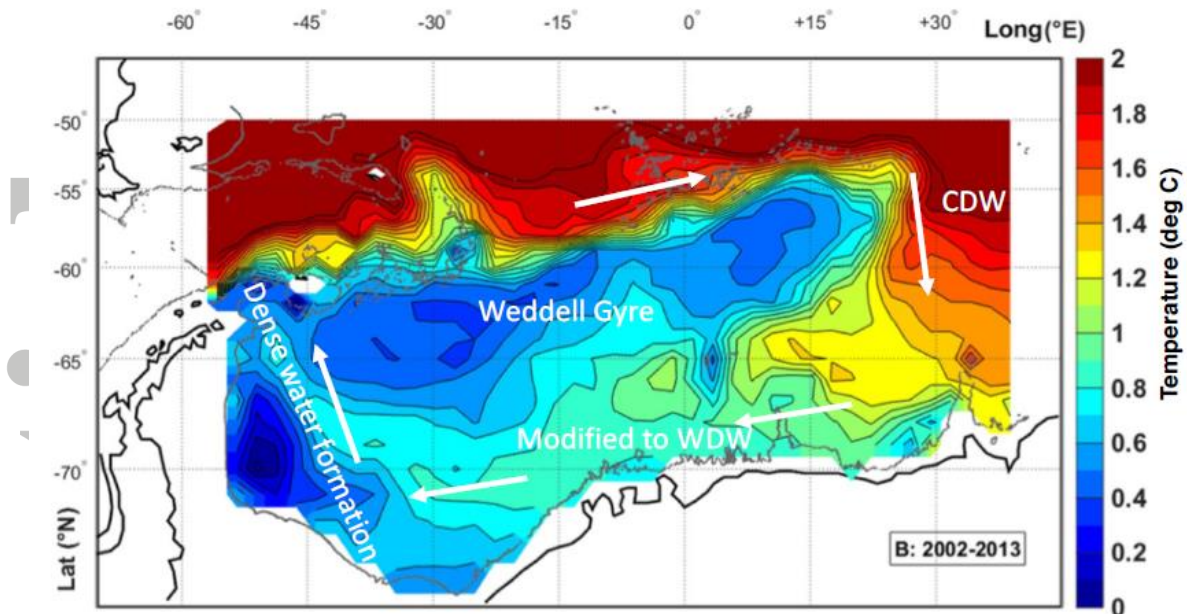 -60° -45° -30° -15° 0° +15° +30° Long(°E)
-50°
-55°
-60°
-65°
-70°
Lat (°N)
CDW
Weddell Gyre
Dense water formation
Modified to WDW
B: 2002-2013
2
1.8
1.6
1.4
1.2
1
0.8
0.6
0.4
0.2
0
Temperature (deg C)